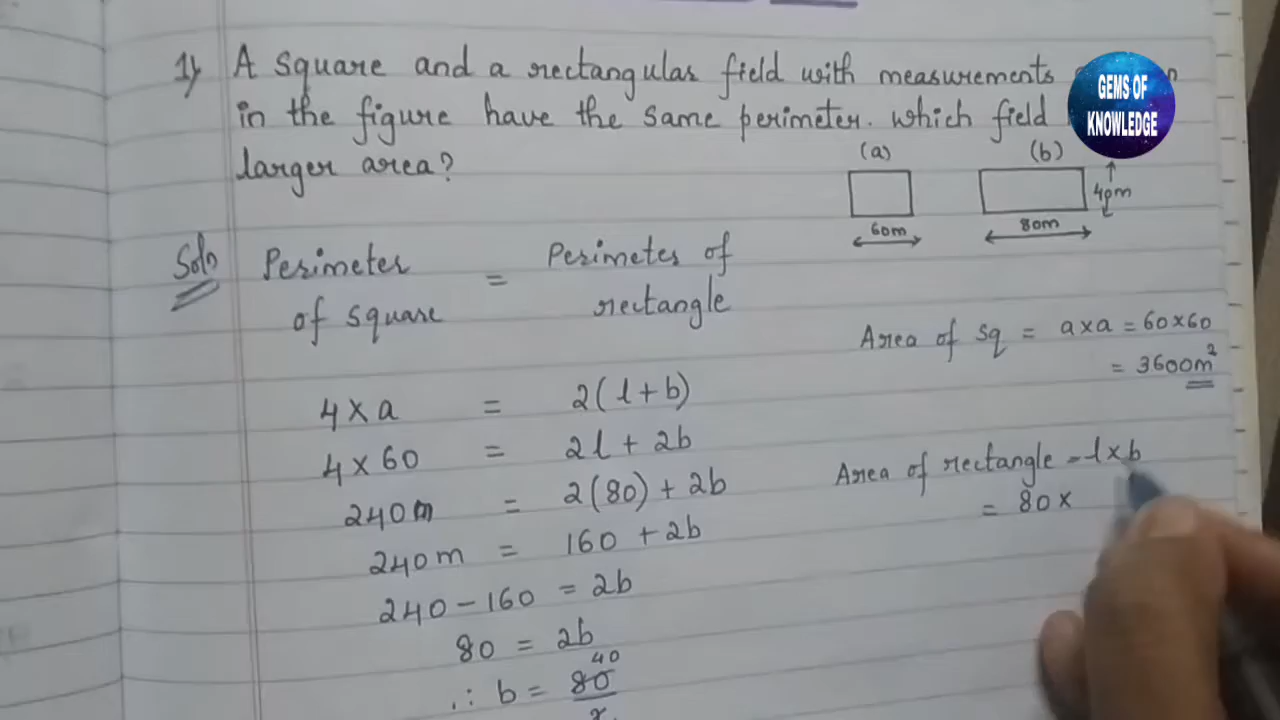 1) A square and a rectangular field with measurements
in the figure have the same perimeter. which field
larger area?
(a) (b)
60m 80m 40m
GEMS OF
KNOWLEDGE
Soln Perimeter of square = Perimeter of rectangle
4 × a = 2(l + b)
4 × 60 = 2l + 2b
240m = 2(80) + 2b
240m = 160 + 2b
240 - 160 = 2b
80 = 2b
∴ b = 80
40
2
Area of sq = a×a = 60×60
= 3600m²
Area of rectangle = l×b
= 80×